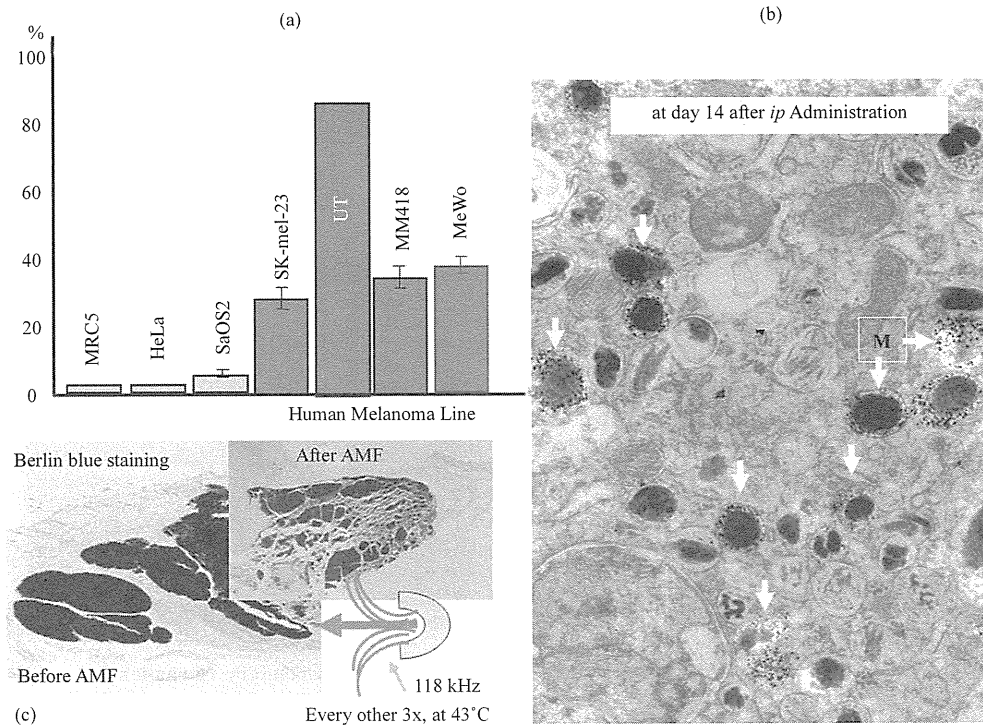 (a)
%
100
80
60
40
20
0
MRC5
HeLa
SaOS2
SK-mel-23
UT
MM418
MeWo
Human Melanoma Line
(b)
at day 14 after ip Administration
M
Berlin blue staining
After AMF
Before AMF
118 kHz
(c)
Every other 3x, at 43˚C